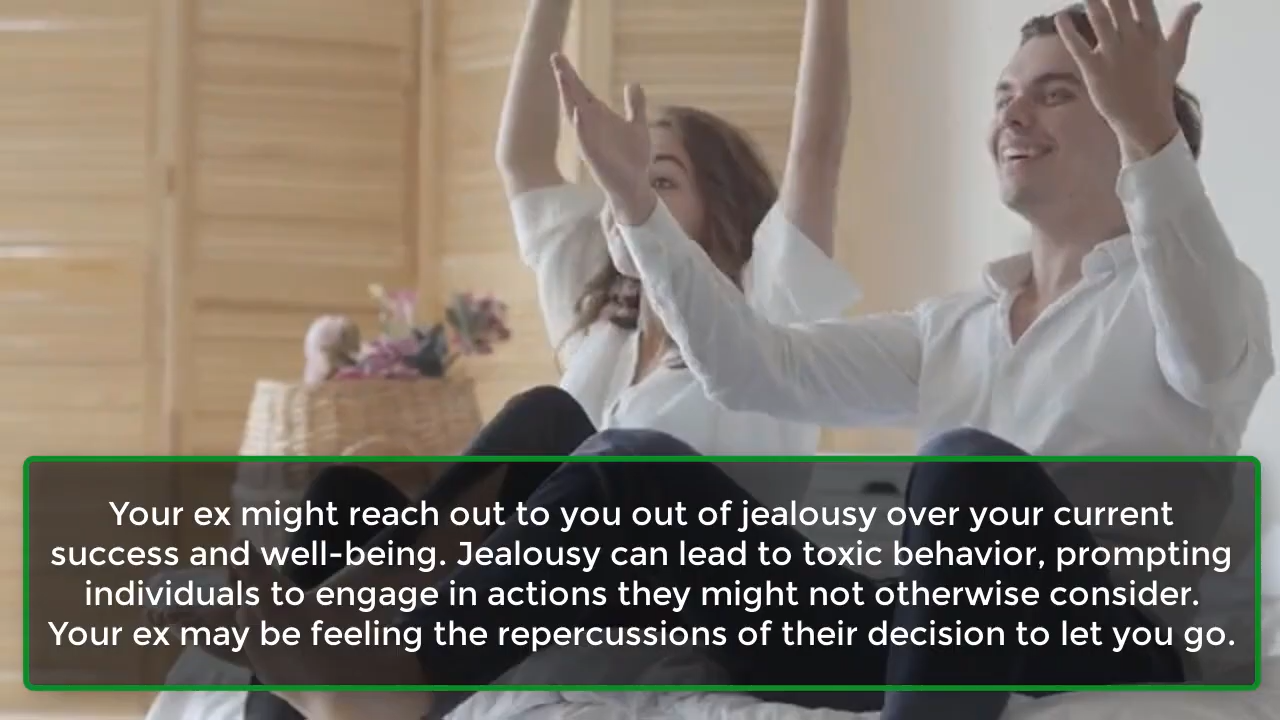 Your ex might reach out to you out of jealousy over your current
success and well-being. Jealousy can lead to toxic behavior, prompting
individuals to engage in actions they might not otherwise consider.
Your ex may be feeling the repercussions of their decision to let you go.